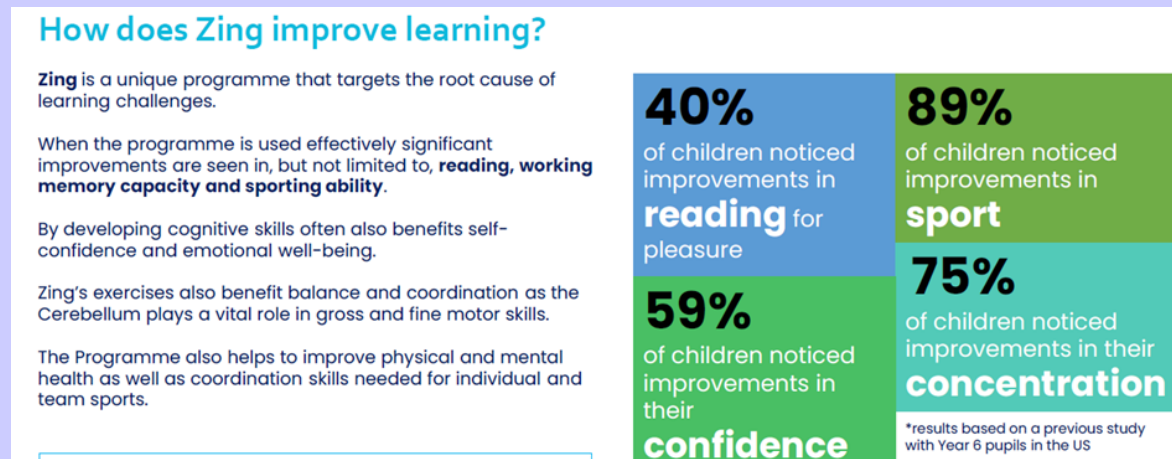 How does Zing improve learning?
Zing is a unique programme that targets the root cause of
learning challenges.
When the programme is used effectively significant
improvements are seen in, but not limited to, reading, working
memory capacity and sporting ability.
By developing cognitive skills often also benefits self-
confidence and emotional well-being.
Zing's exercises also benefit balance and coordination as the
Cerebellum plays a vital role in gross and fine motor skills.
The Programme also helps to improve physical and mental
health as well as coordination skills needed for individual and
team sports.
40%
of children noticed
improvements in
reading for
pleasure
89%
of children noticed
improvements in
sport
59%
of children noticed
improvements in
their
confidence
75%
of children noticed
improvements in their
concentration
*results based on a previous study
with Year 6 pupils in the US